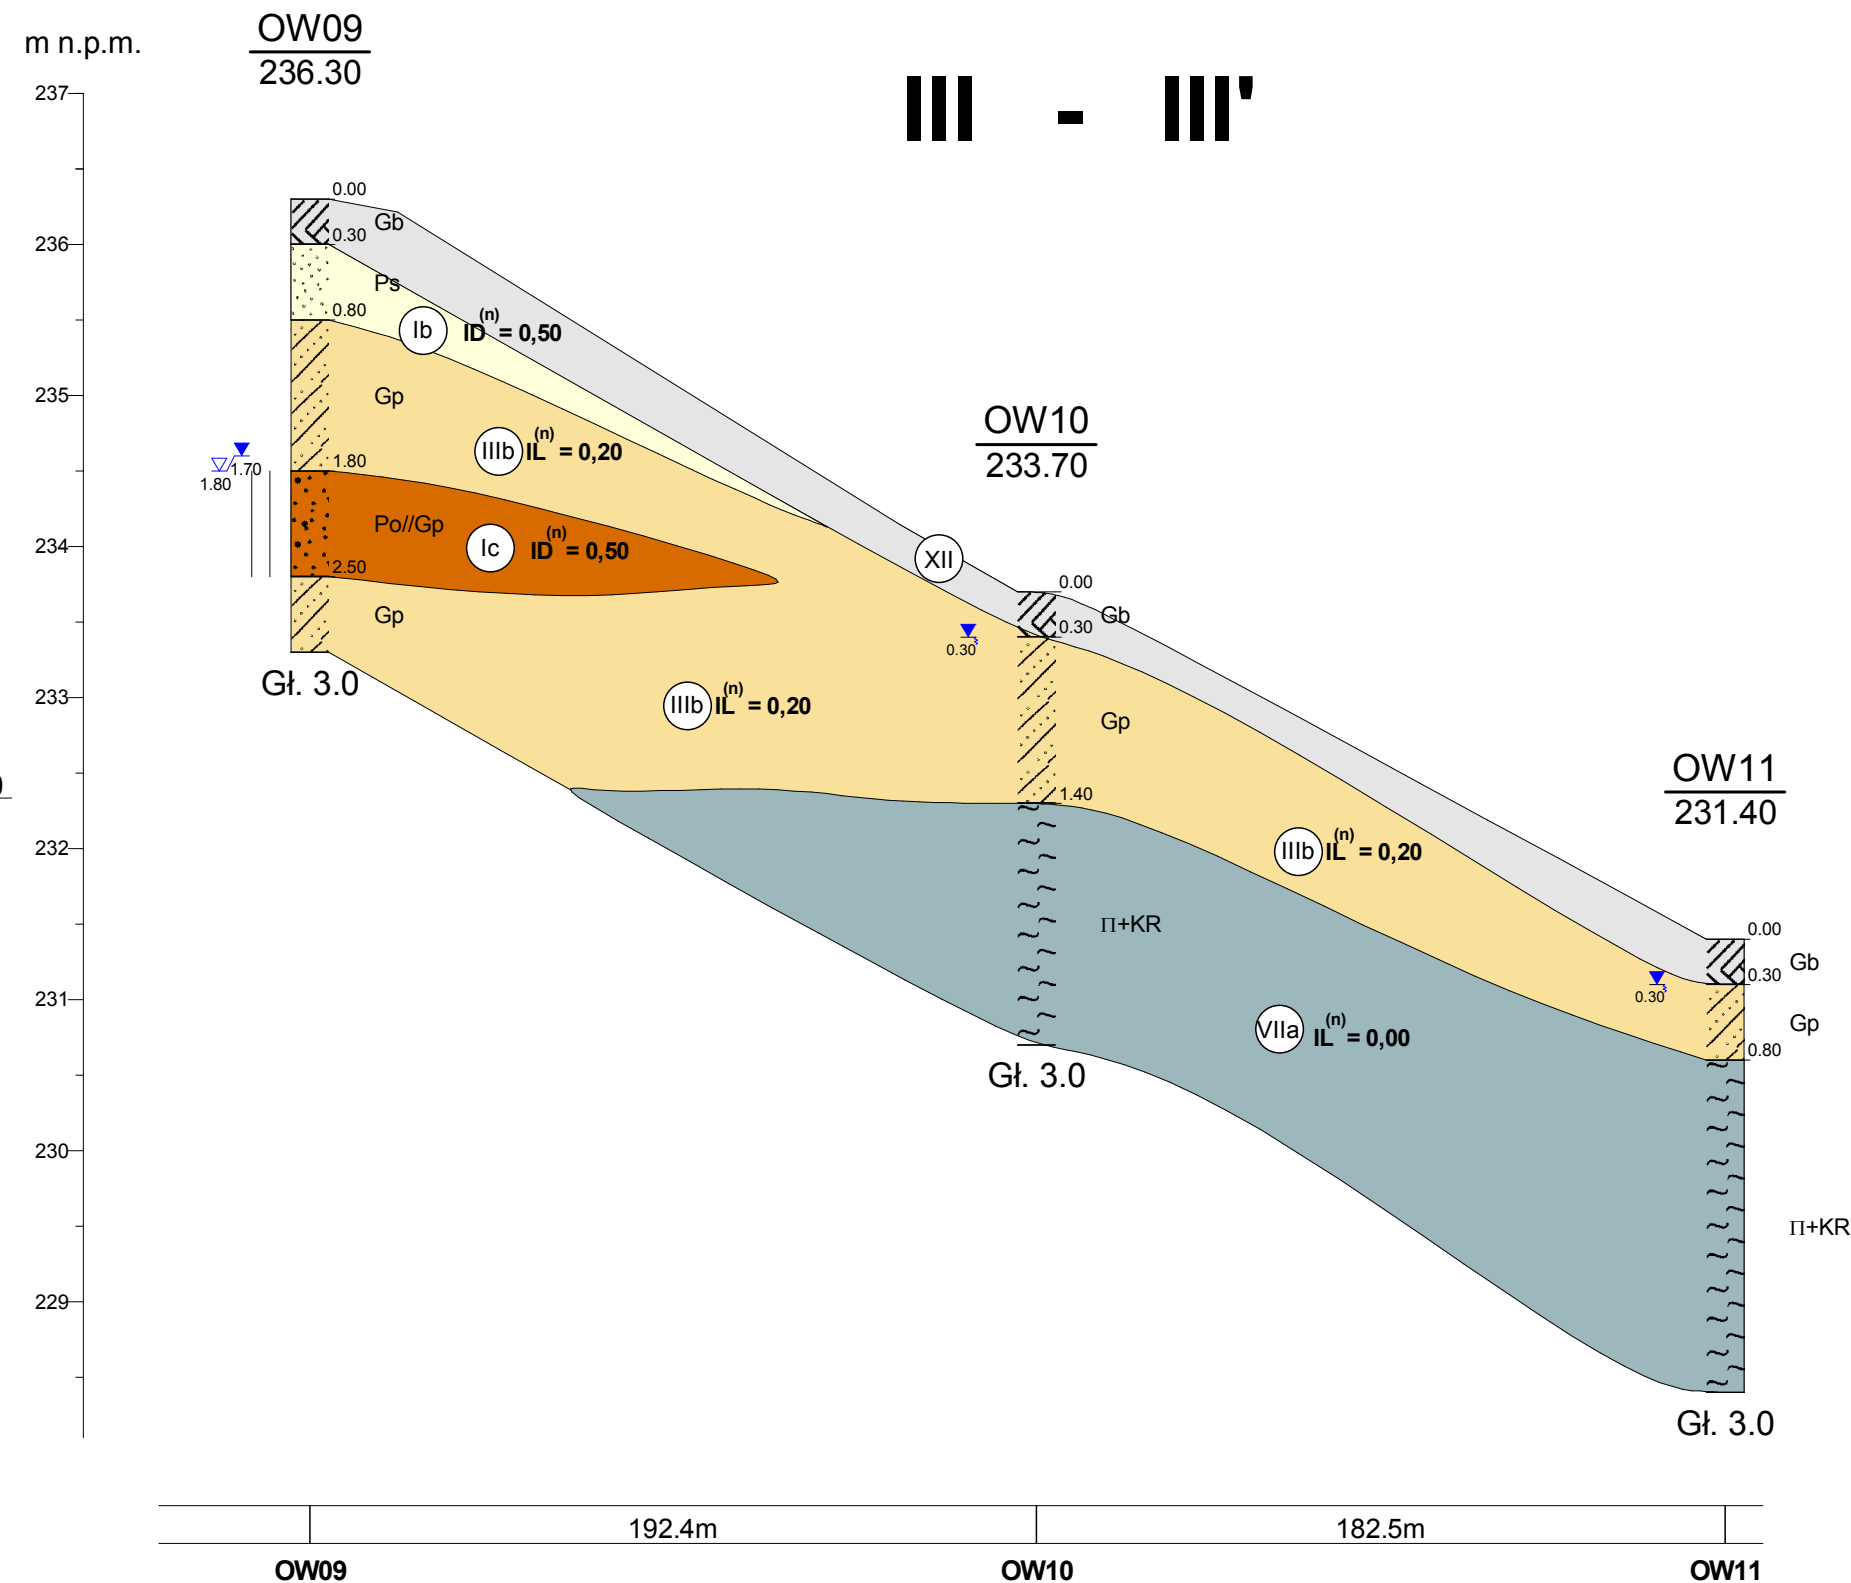 m n.p.m.
OW09
236.30
III - III'
237
236
235
234
233
232
231
230
229
0.00
Gb
0.30
Ps
0.80
Ib
ID(n) = 0,50
Gp
IIIb IL(n) = 0,20
1.70
1.80
1.80
Po//Gp
Ic
ID(n) = 0,50
2.50
Gp
Gł. 3.0
IIIb IL(n) = 0,20
OW10
233.70
XII
0.00
Gb
0.30
0.30
Gp
1.40
Π+KR
Gł. 3.0
IIIb IL(n) = 0,20
VIIa IL(n) = 0,00
OW11
231.40
0.00
Gb
0.30
0.30
Gp
0.80
Π+KR
Gł. 3.0
192.4m
182.5m
OW09
OW10
OW11